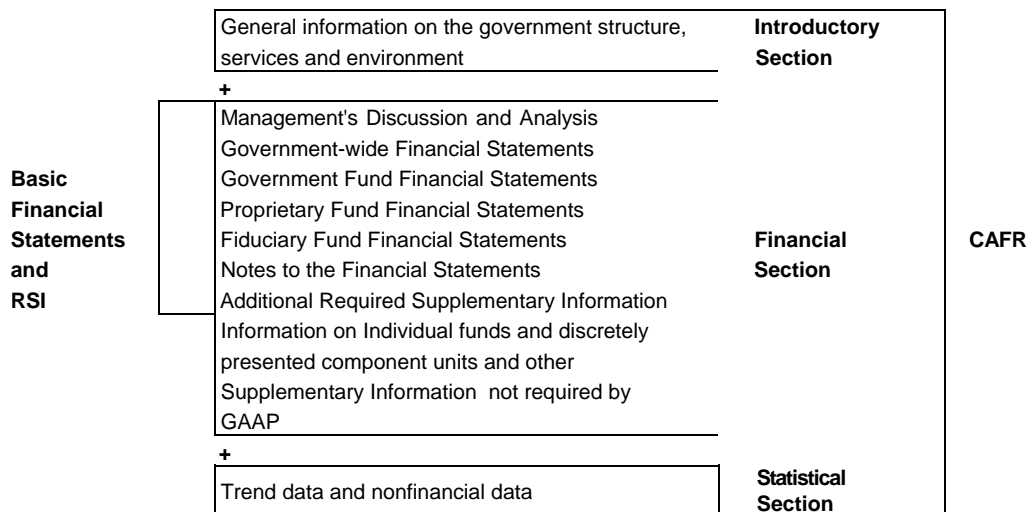 General information on the government structure,
services and environment
Introductory
Section
+
Management's Discussion and Analysis
Government-wide Financial Statements
Government Fund Financial Statements
Proprietary Fund Financial Statements
Fiduciary Fund Financial Statements
Notes to the Financial Statements
Additional Required Supplementary Information
Information on Individual funds and discretely
presented component units and other
Supplementary Information not required by
GAAP
Basic
Financial
Statements
and
RSI
Financial
Section
CAFR
+
Trend data and nonfinancial data
Statistical
Section